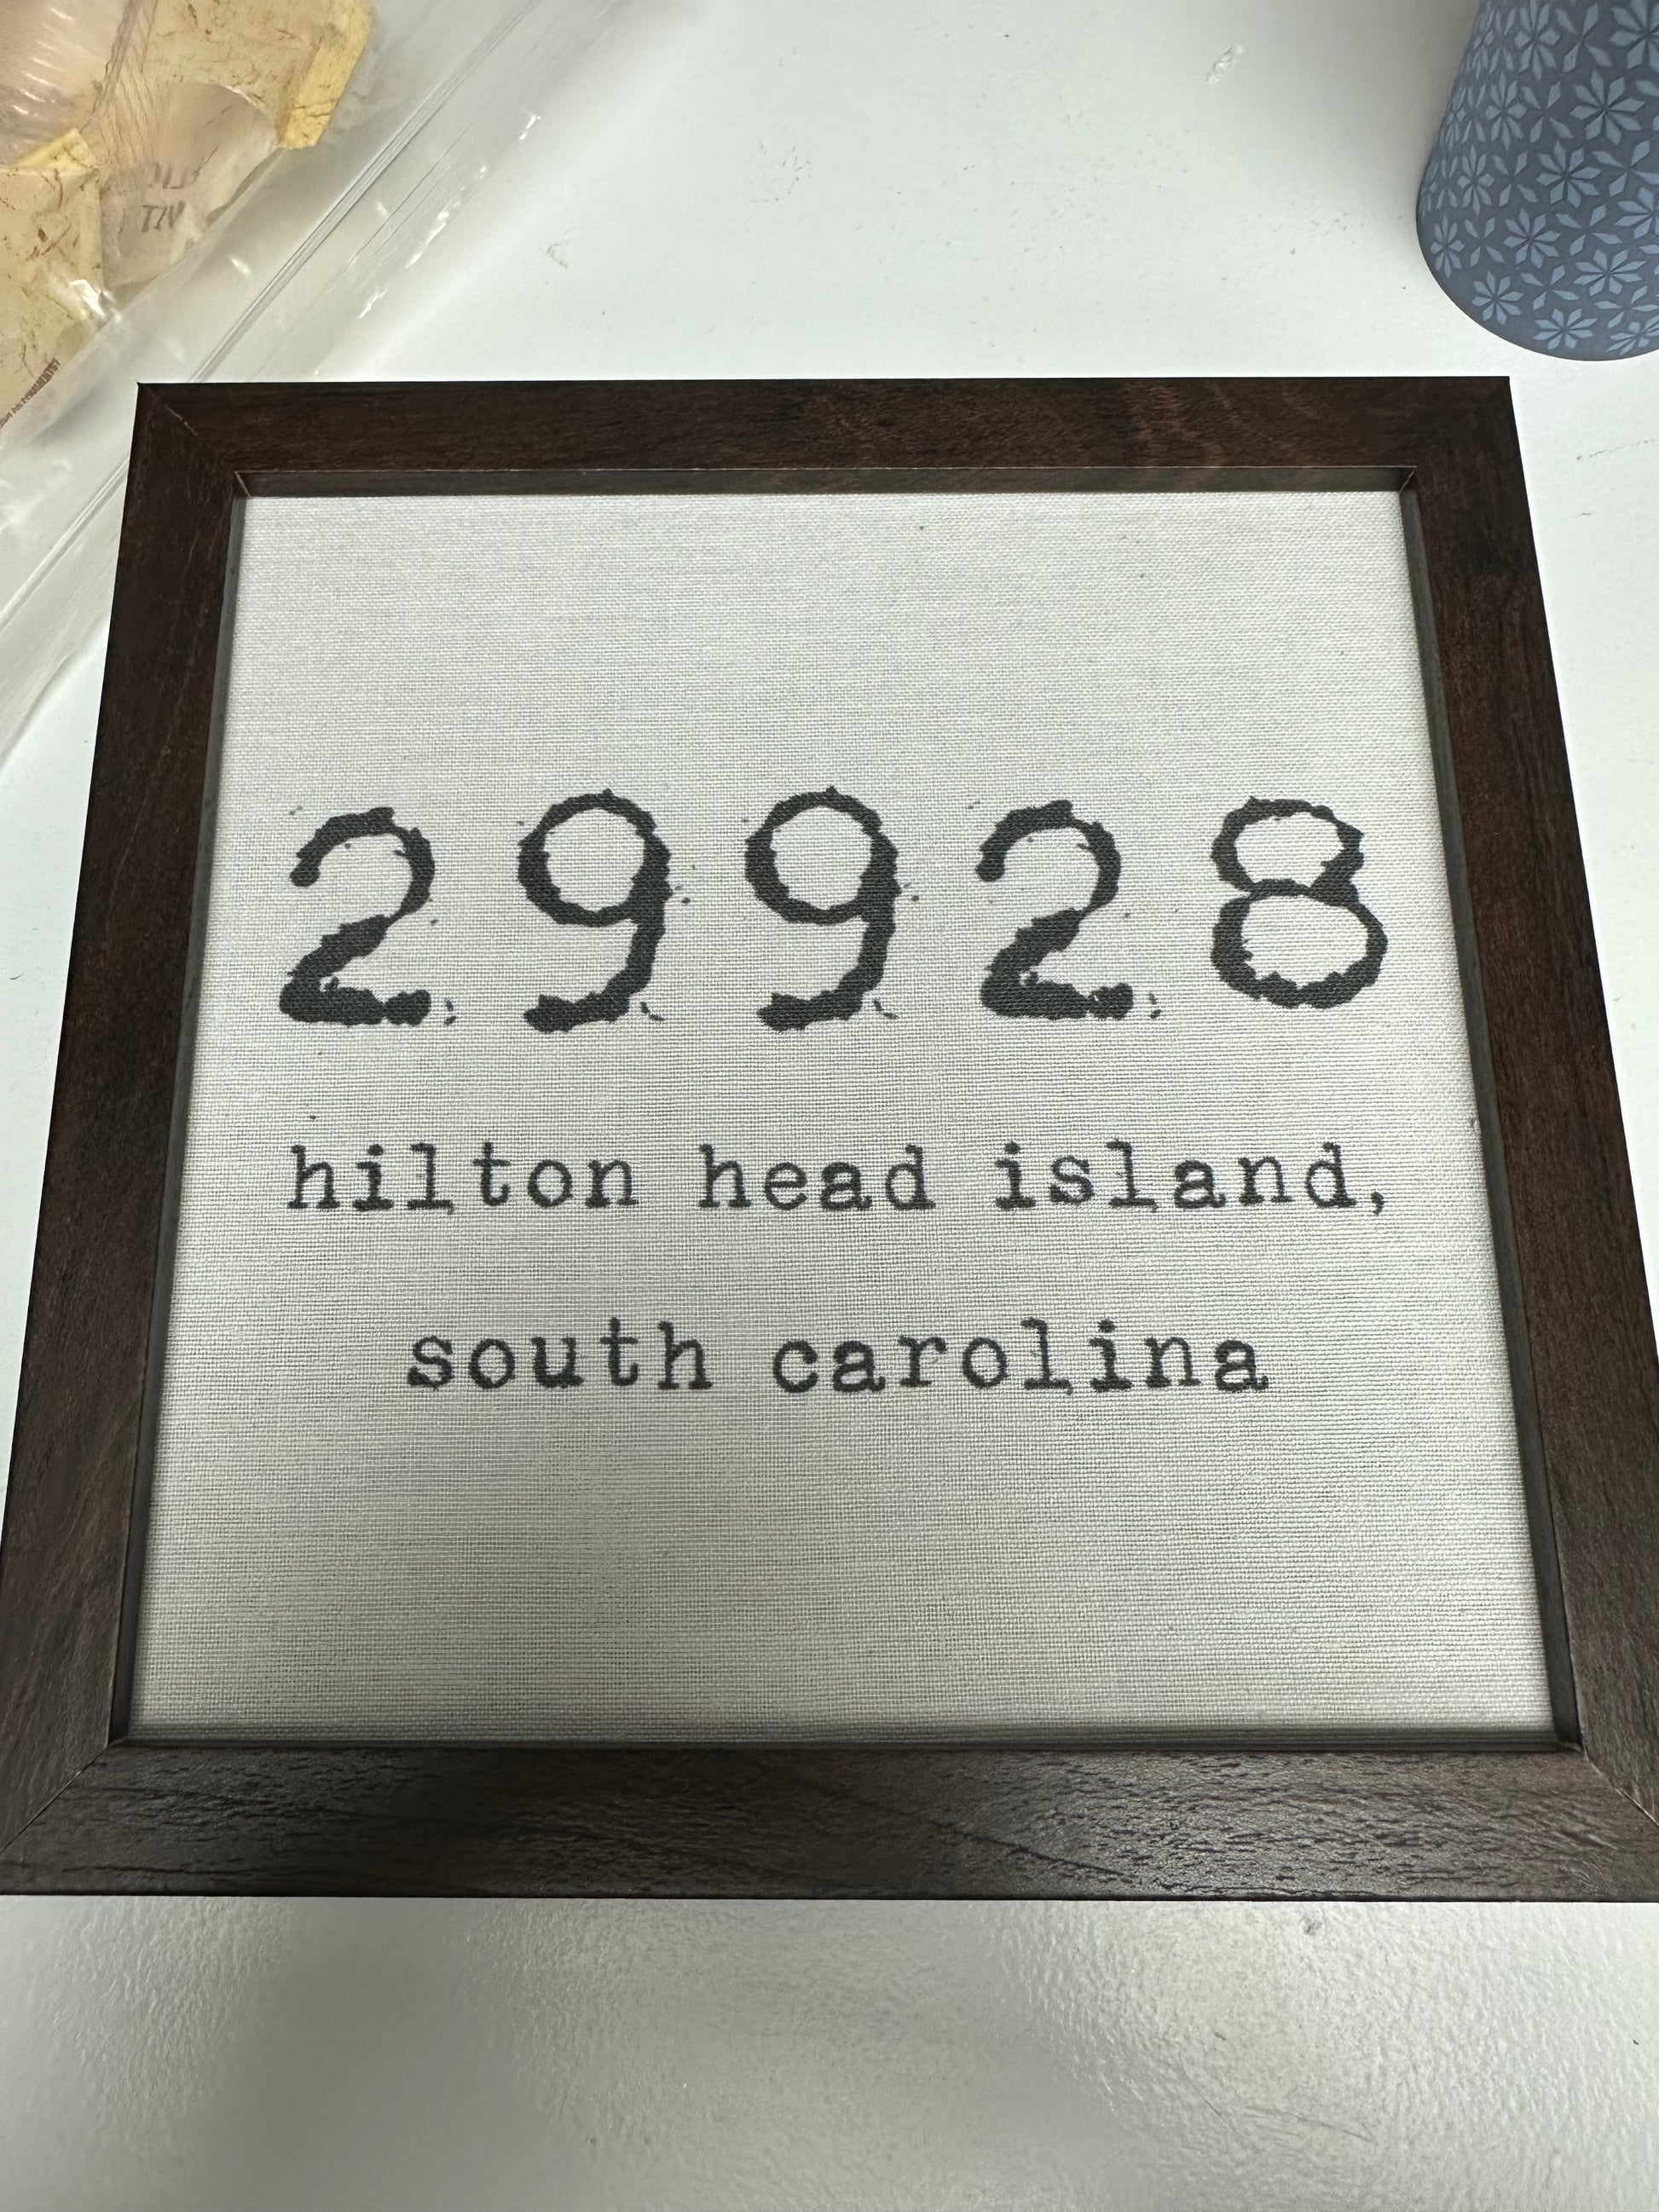 29928
hilton head island,
south carolina